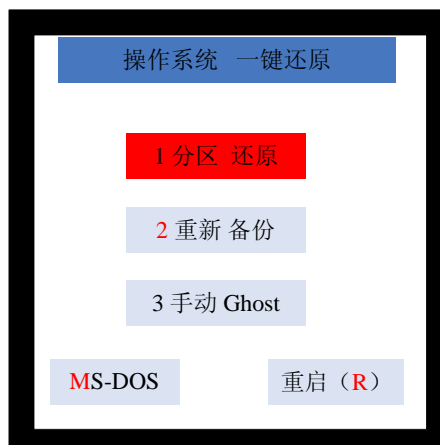 操作系统 一键还原
1 分区 还原
2 重新 备份
3 手动 Ghost
MS-DOS 重启（R）